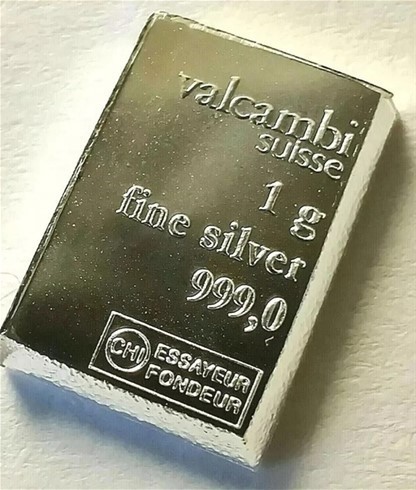 valcambi
suisse
1 g
fine silver
999,0
CHI ESSAYEUR
FONDEUR